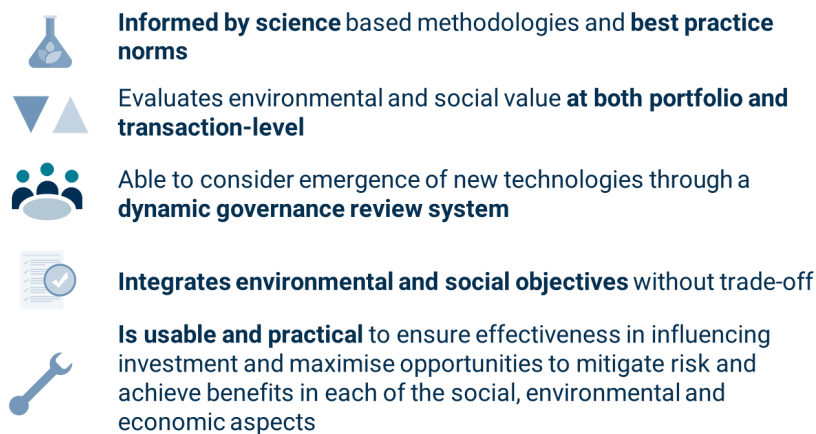 Informed by science based methodologies and best practice
norms
Evaluates environmental and social value at both portfolio and
transaction-level
Able to consider emergence of new technologies through a
dynamic governance review system
Integrates environmental and social objectives without trade-off
Is usable and practical to ensure effectiveness in influencing
investment and maximise opportunities to mitigate risk and
achieve benefits in each of the social, environmental and
economic aspects